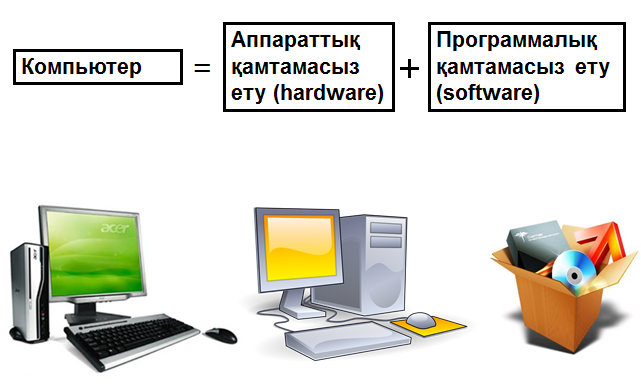 Компьютер
=
Аппараттық
қамтамасыз
ету (hardware)
+
Программалық
қамтамасыз ету
(software)
acer